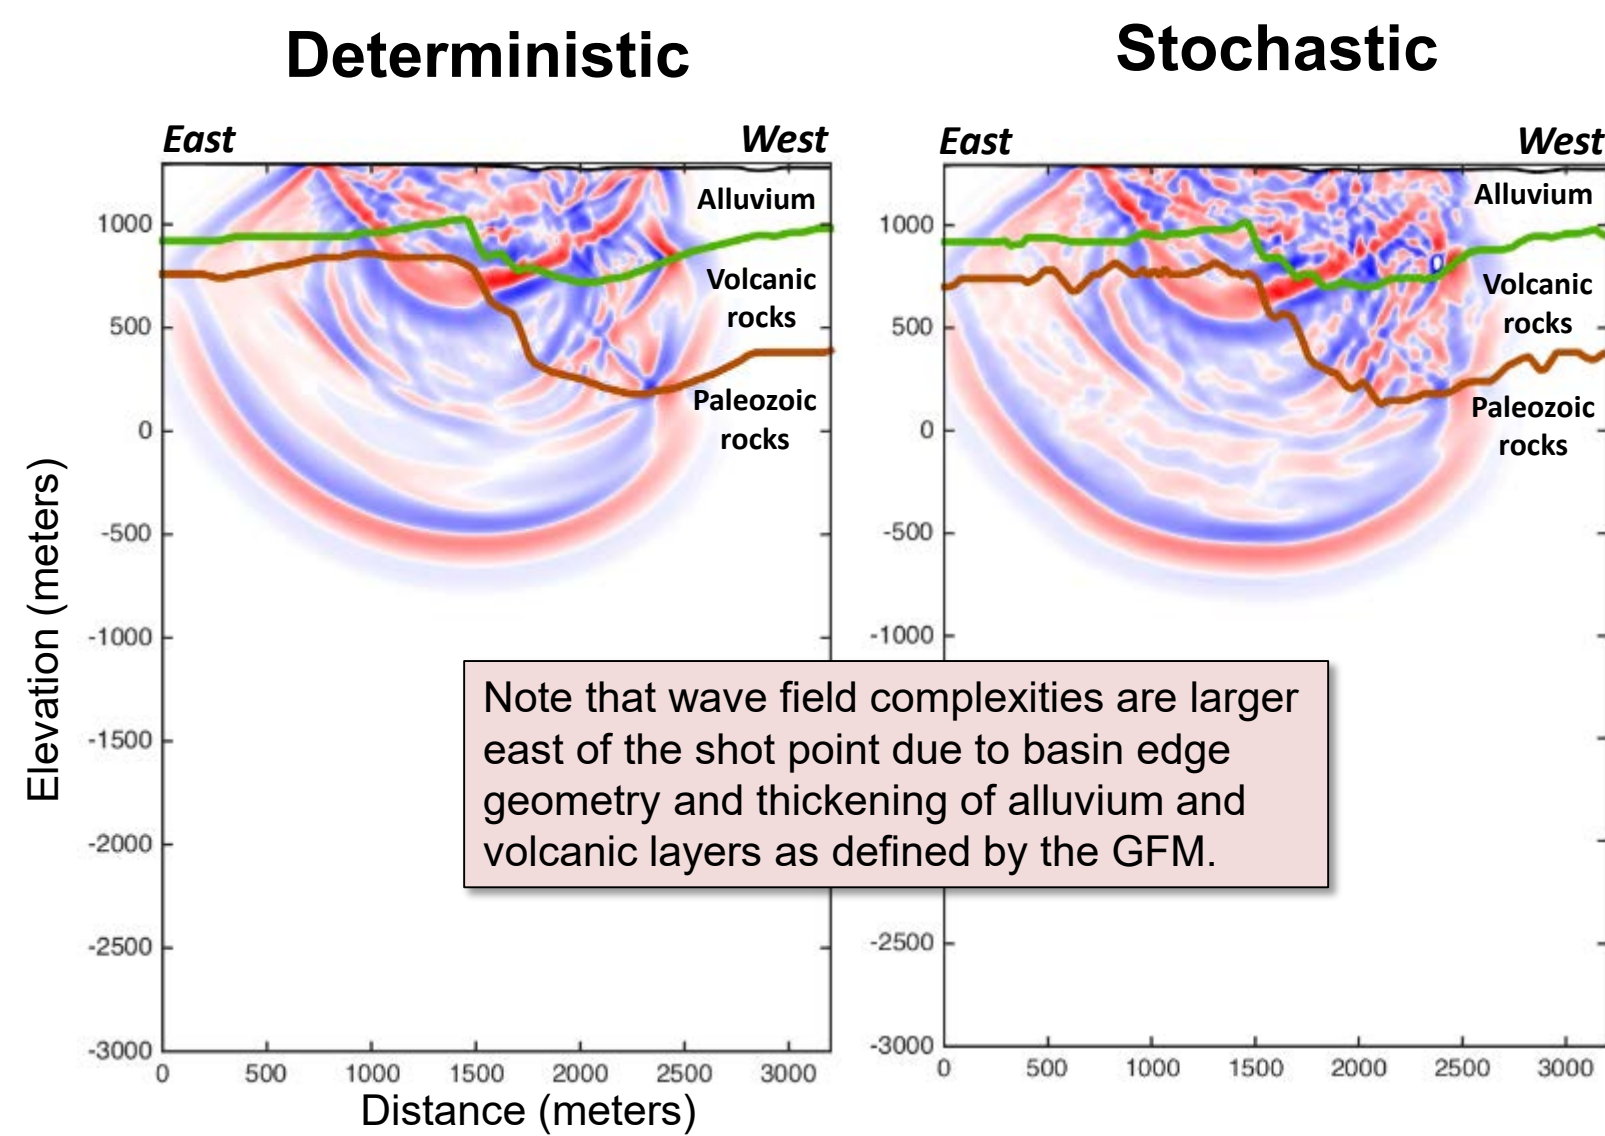 Deterministic
Stochastic
East
West
East
West
Alluvium
Volcanic
rocks
Paleozoic
rocks
Alluvium
Volcanic
rocks
Paleozoic
rocks
1000
500
0
-500
-1000
-1500
-2000
-2500
-3000
1000
500
0
-500
-1000
-2500
-3000
Elevation (meters)
Note that wave field complexities are larger
east of the shot point due to basin edge
geometry and thickening of alluvium and
volcanic layers as defined by the GFM.
0 500 1000 1500 2000 2500 3000
0 500 1000 1500 2000 2500 3000
Distance (meters)